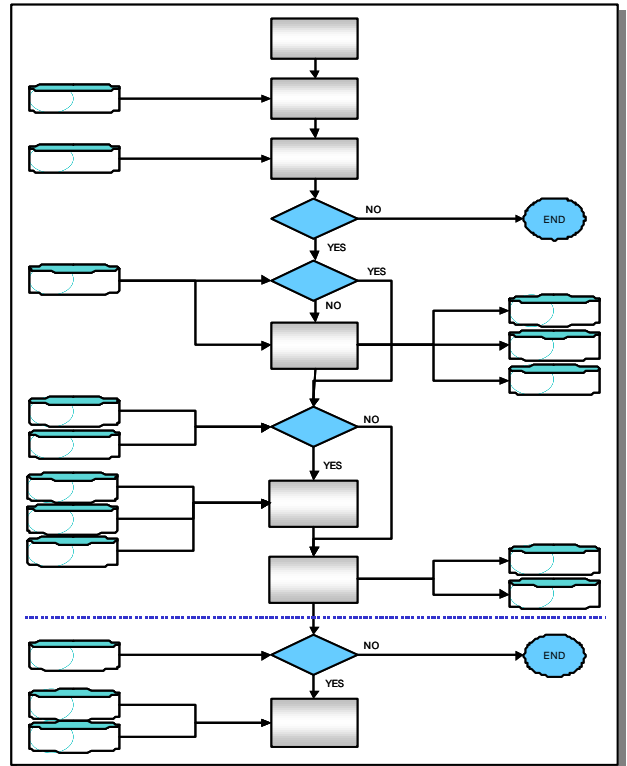 NO
END
YES
YES
NO
NO
YES
NO
END
YES